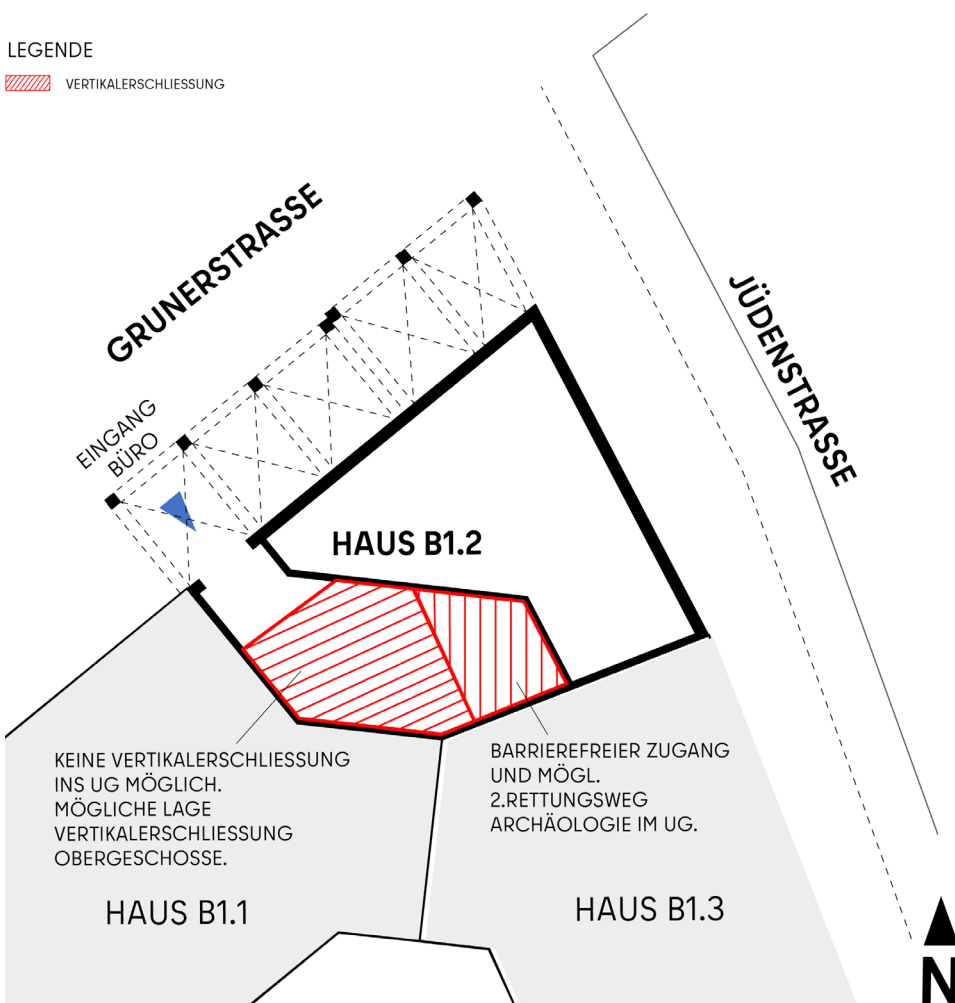 LEGENDE
VERTIKALERSCHLIESSUNG
GRUNERSTRASSE
JÜDENSTRASSE
EINGANG
BÜRO
HAUS B1.2
KEINE VERTIKALERSCHLIESSUNG
INS UG MÖGLICH.
MÖGLICHE LAGE
VERTIKALERSCHLIESSUNG
OBERGESCHOSSE.
BARRIEREFREIER ZUGANG
UND MÖGL.
2.RETTUNGSWEG
ARCHÄOLOGIE IM UG.
HAUS B1.1
HAUS B1.3
N